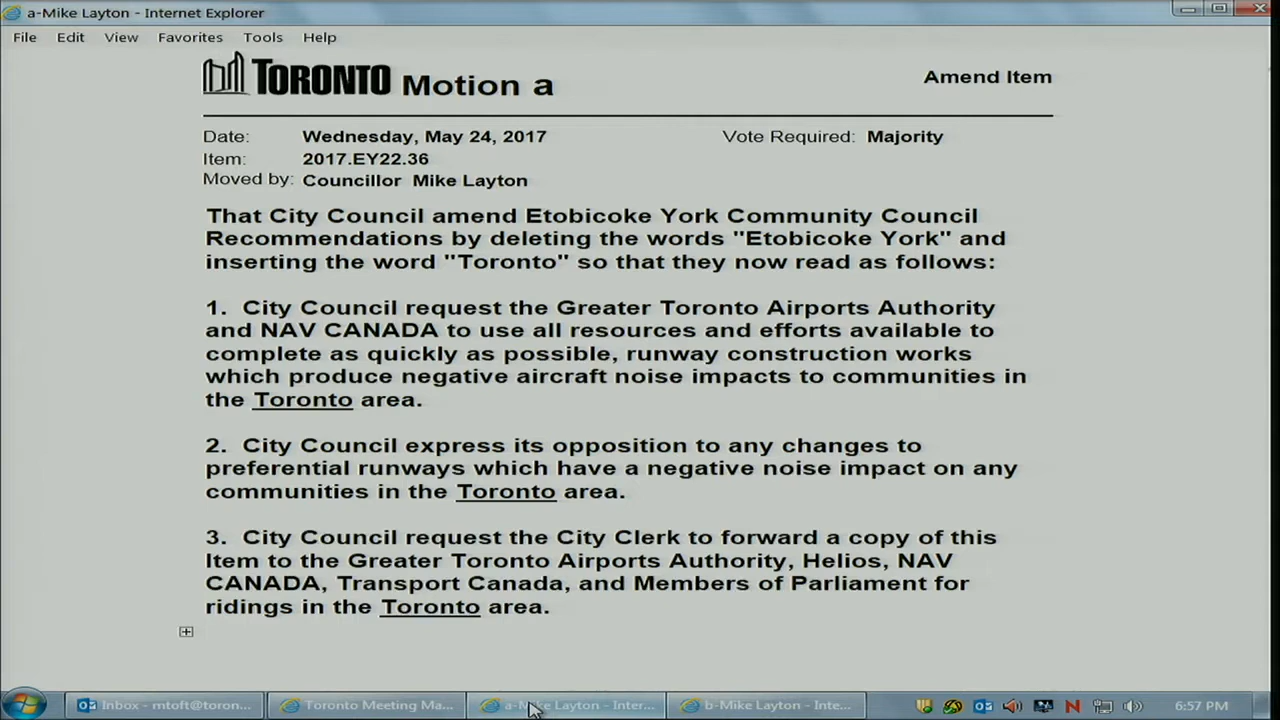 a-Mike Layton - Internet Explorer
File Edit View Favorites Tools Help
TORONTO Motion a
Amend Item
Date: Wednesday, May 24, 2017
Vote Required: Majority
Item: 2017.EY22.36
Moved by: Councillor Mike Layton
That City Council amend Etobicoke York Community Council
Recommendations by deleting the words "Etobicoke York" and
inserting the word "Toronto" so that they now read as follows:
1. City Council request the Greater Toronto Airports Authority
and NAV CANADA to use all resources and efforts available to
complete as quickly as possible, runway construction works
which produce negative aircraft noise impacts to communities in
the Toronto area.
2. City Council express its opposition to any changes to
preferential runways which have a negative noise impact on any
communities in the Toronto area.
3. City Council request the City Clerk to forward a copy of this
Item to the Greater Toronto Airports Authority, Helios, NAV
CANADA, Transport Canada, and Members of Parliament for
ridings in the Toronto area.
Inbox - mtoft@toron... Toronto Meeting Ma... a-Mike Layton - Inter... b-Mike Layton - Inte... 6:57 PM